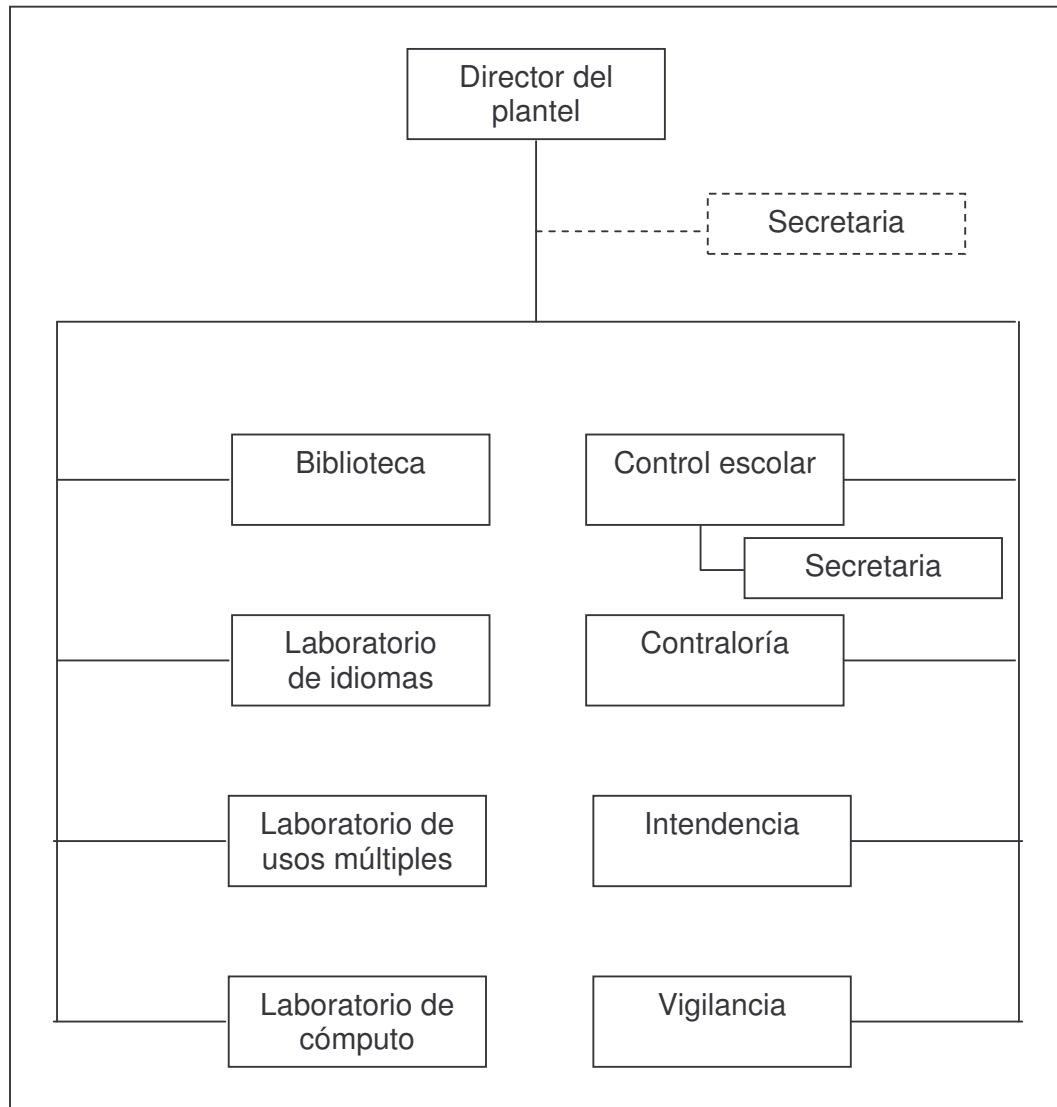 Director del
plantel
Secretaria
Biblioteca
Control escolar
Secretaria
Laboratorio
de idiomas
Contraloría
Laboratorio de
usos múltiples
Intendencia
Laboratorio de
cómputo
Vigilancia